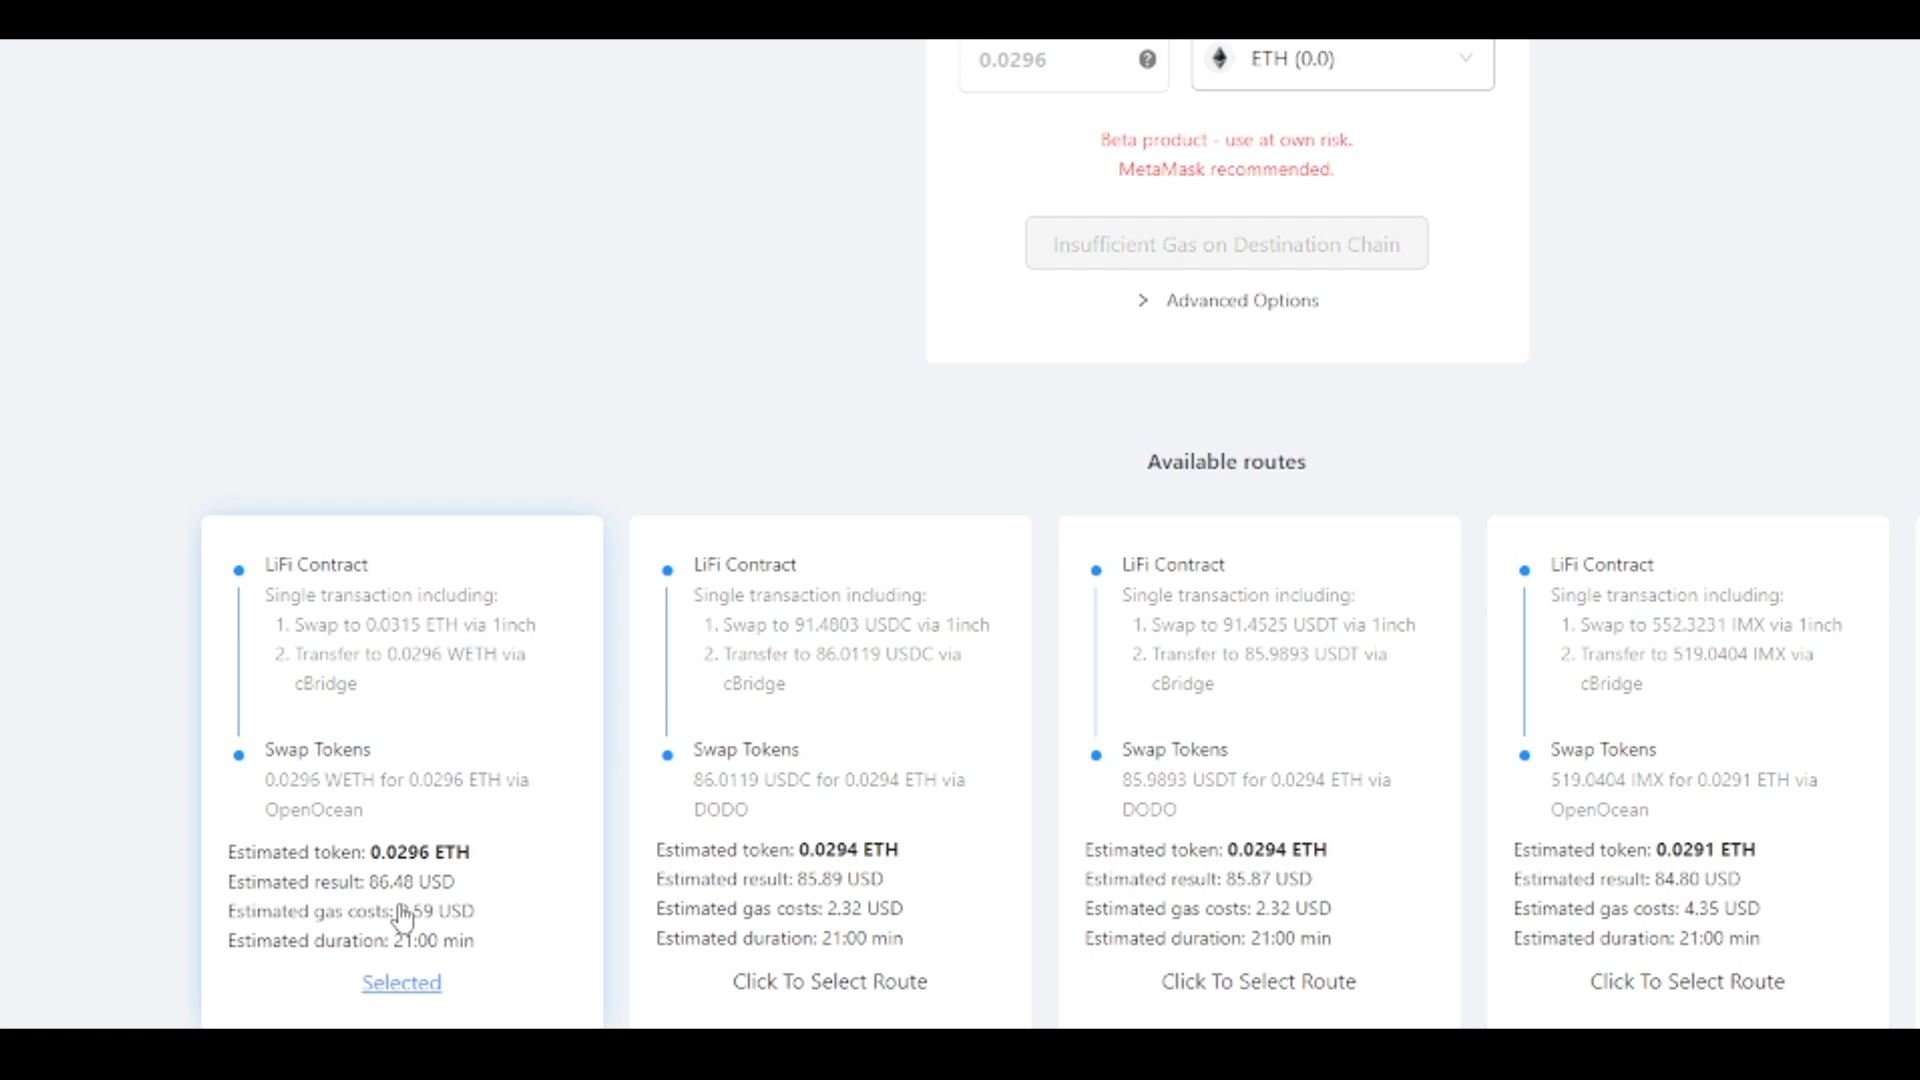 0.0296
ETH (0.0)
Beta product - use at own risk.
MetaMask recommended.
Insufficient Gas on Destination Chain
Advanced Options
Available routes
LiFi Contract
Single transaction including:
1. Swap to 0.0315 ETH via 1inch
2. Transfer to 0.0296 WETH via
cBridge
Swap Tokens
0.0296 WETH for 0.0296 ETH via
OpenOcean
Estimated token: 0.0296 ETH
Estimated result: 86.48 USD
Estimated gas costs: USD
Estimated duration: 21:00 min
Selected
LiFi Contract
Single transaction including:
1. Swap to 91.4803 USDC via 1inch
2. Transfer to 86.0119 USDC via
cBridge
Swap Tokens
86.0119 USDC for 0.0294 ETH via
DODO
Estimated token: 0.0294 ETH
Estimated result: 85.89 USD
Estimated gas costs: 2.32 USD
Estimated duration: 21:00 min
Click To Select Route
LiFi Contract
Single transaction including:
1. Swap to 91.4525 USDT via 1inch
2. Transfer to 85.9893 USDT via
cBridge
Swap Tokens
85.9893 USDT for 0.0294 ETH via
DODO
Estimated token: 0.0294 ETH
Estimated result: 85.87 USD
Estimated gas costs: 2.32 USD
Estimated duration: 21:00 min
Click To Select Route
LiFi Contract
Single transaction including:
1. Swap to 552.3231 IMX via 1inch
2. Transfer to 519.0404 IMX via
cBridge
Swap Tokens
519.0404 IMX for 0.0291 ETH via
OpenOcean
Estimated token: 0.0291 ETH
Estimated result: 84.80 USD
Estimated gas costs: 4.35 USD
Estimated duration: 21:00 min
Click To Select Route